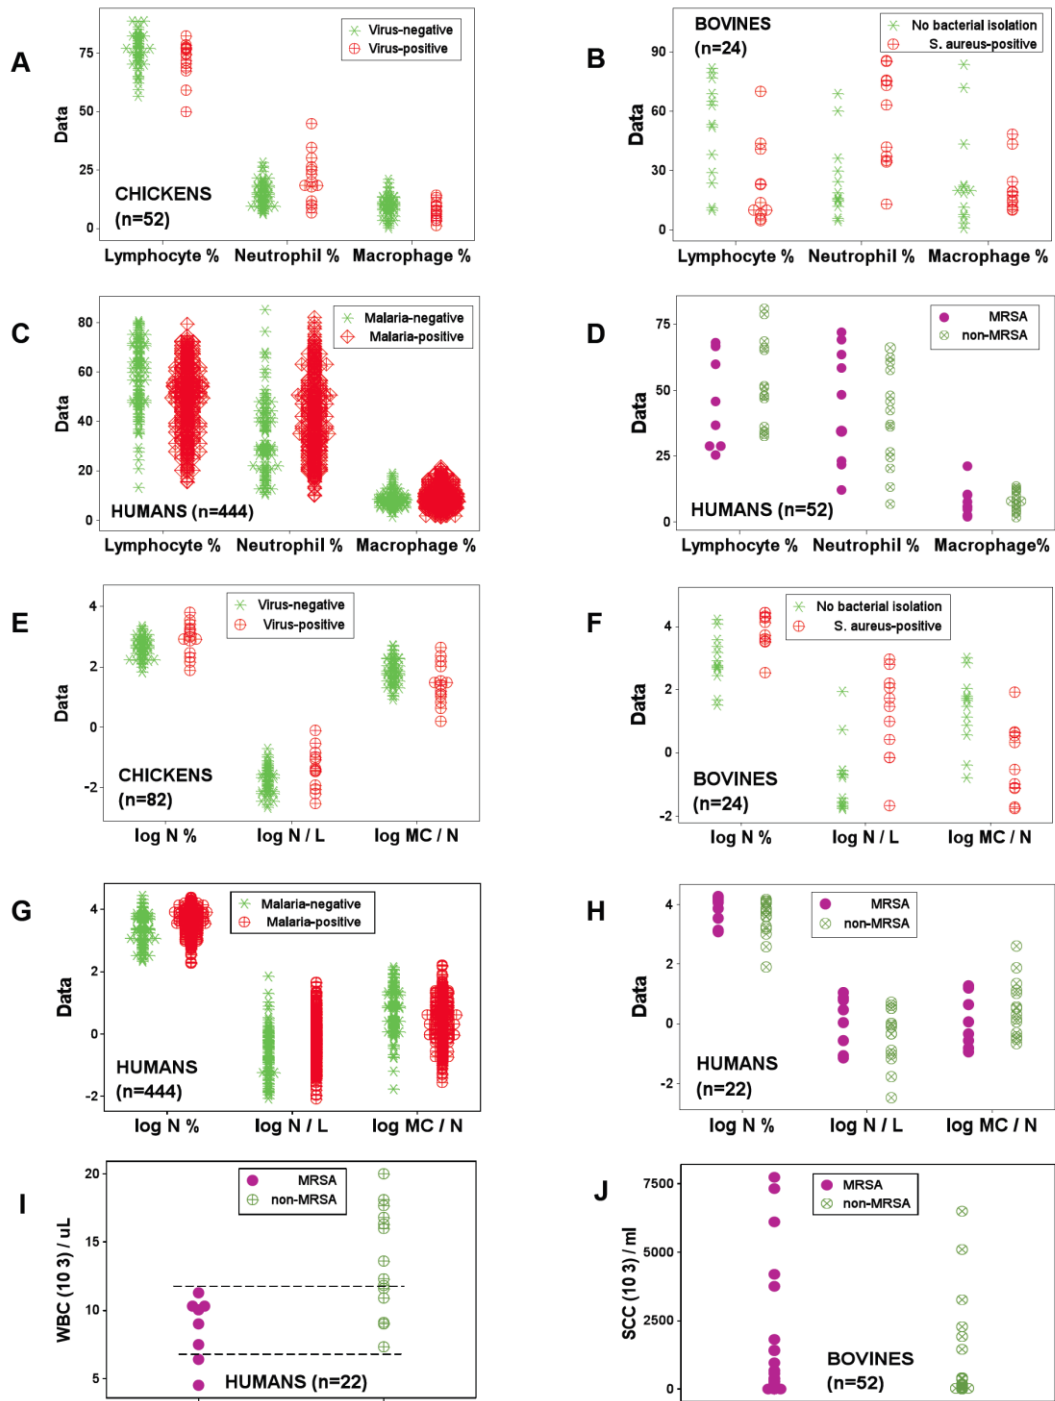 A
Virus-negative
Virus-positive
Data
75
50
25
0
CHICKENS
(n=52)
Lymphocyte %
Neutrophil %
Macrophage %
B
BOVINES
(n=24)
No bacterial isolation
S. aureus-positive
Data
90
60
30
0
Lymphocyte %
Neutrophil %
Macrophage %
C
Malaria-negative
Malaria-positive
Data
80
60
40
20
0
HUMANS (n=444)
Lymphocyte %
Neutrophil %
Macrophage %
D
MRSA
non-MRSA
Data
75
50
25
0
HUMANS (n=52)
Lymphocyte %
Neutrophil %
Macrophage%
E
Virus-negative
Virus-positive
Data
4
2
0
-2
CHICKENS
(n=82)
log N %
log N / L
log MC / N
F
No bacterial isolation
S. aureus-positive
Data
4
2
0
-2
BOVINES
(n=24)
log N %
log N / L
log MC / N
G
Malaria-negative
Malaria-positive
Data
4
2
0
-2
HUMANS
(n=444)
log N %
log N / L
log MC / N
H
MRSA
non-MRSA
Data
4
2
0
-2
HUMANS
(n=22)
log N %
log N / L
log MC / N
I
MRSA
non-MRSA
WBC (10 3) / uL
20
15
10
5
HUMANS (n=22)
J
MRSA
non-MRSA
SCC (10 3) / ml
7500
5000
2500
0
BOVINES
(n=52)